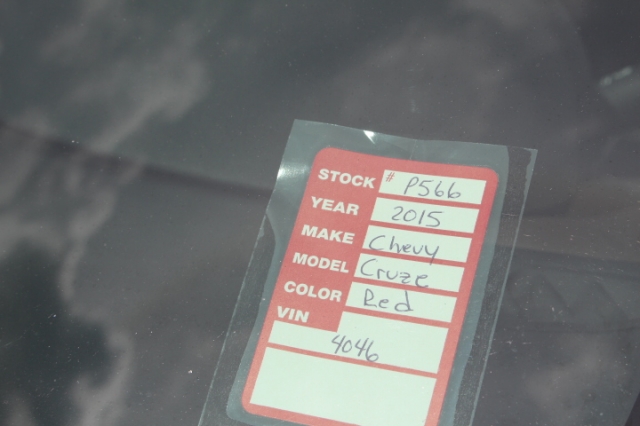 STOCK # P566
YEAR 2015
MAKE Chevy
MODEL Cruze
COLOR Red
VIN
4046